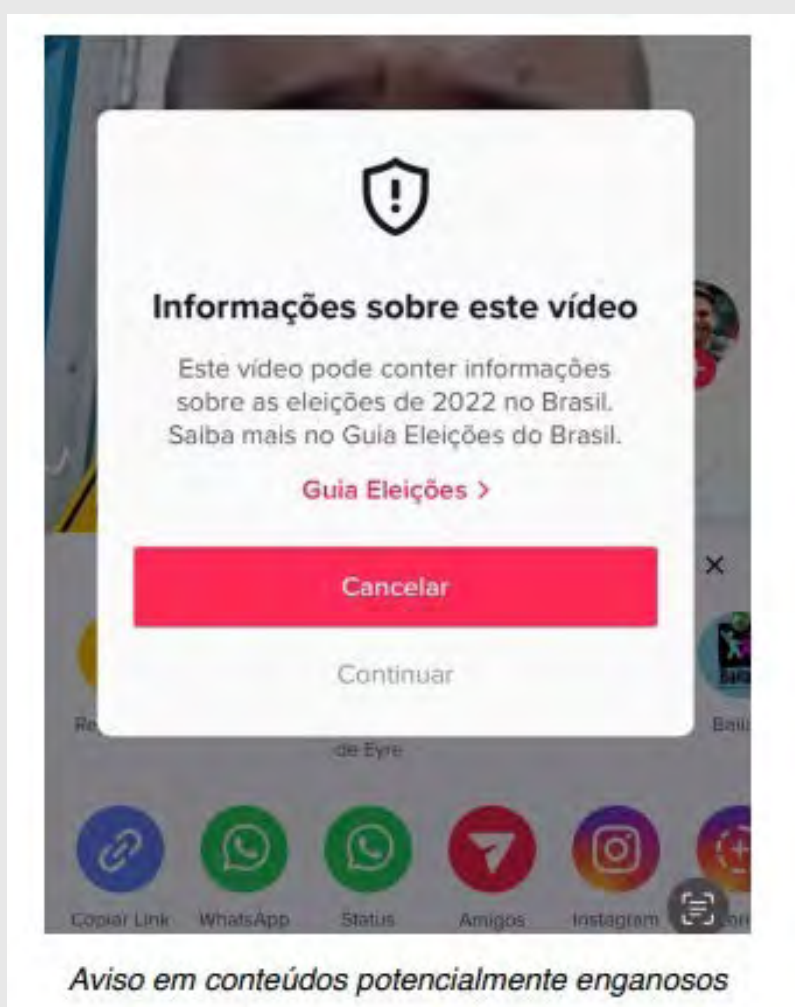 Informações sobre este vídeo
Este vídeo pode conter informações
sobre as eleições de 2022 no Brasil.
Saiba mais no Guia Eleições do Brasil.
Guia Eleições >
Cancelar
Continuar
de Eyre
Copiar Link WhatsApp Status Amigos Instagram
Aviso em conteúdos potencialmente enganosos